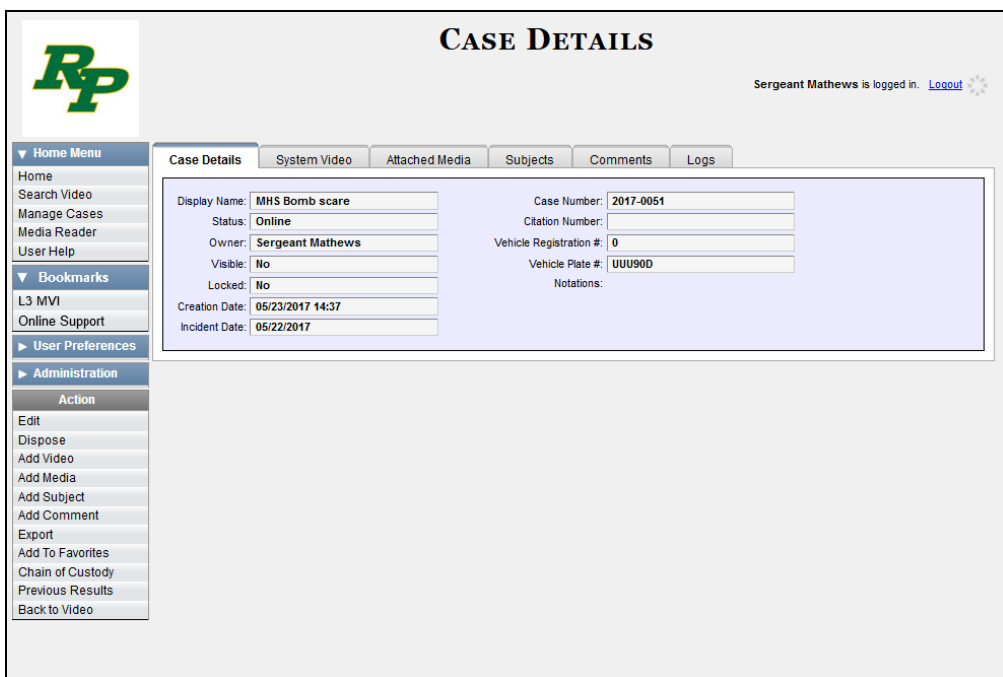 RP
CASE DETAILS
Sergeant Mathews is logged in. Logout
▼ Home Menu
Home
Search Video
Manage Cases
Media Reader
User Help
▼ Bookmarks
L3 MVI
Online Support
▶ User Preferences
▶ Administration
Action
Edit
Dispose
Add Video
Add Media
Add Subject
Add Comment
Export
Add To Favorites
Chain of Custody
Previous Results
Back to Video
Case Details System Video Attached Media Subjects Comments Logs
Display Name: MHS Bomb scare
Status: Online
Owner: Sergeant Mathews
Visible: No
Locked: No
Creation Date: 05/23/2017 14:37
Incident Date: 05/22/2017
Case Number: 2017-0051
Citation Number:
Vehicle Registration #: 0
Vehicle Plate #: UUU90D
Notations: